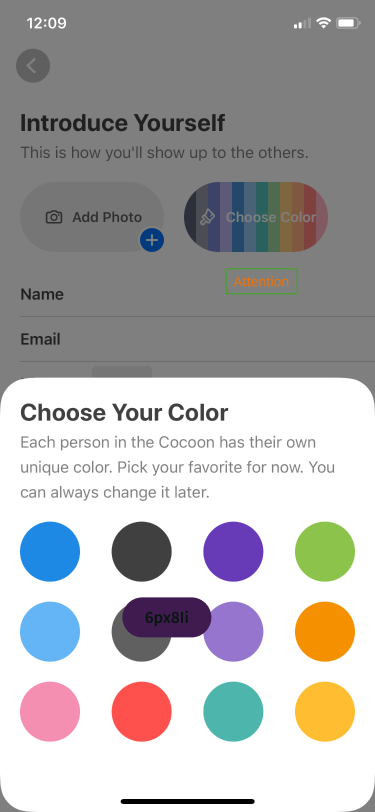 12:09
Introduce Yourself
This is how you'll show up to the others.
Add Photo
Choose Color
Attention
Name
Email
Choose Your Color
Each person in the Cocoon has their own
unique color. Pick your favorite for now. You
can always change it later.
6px8Ii